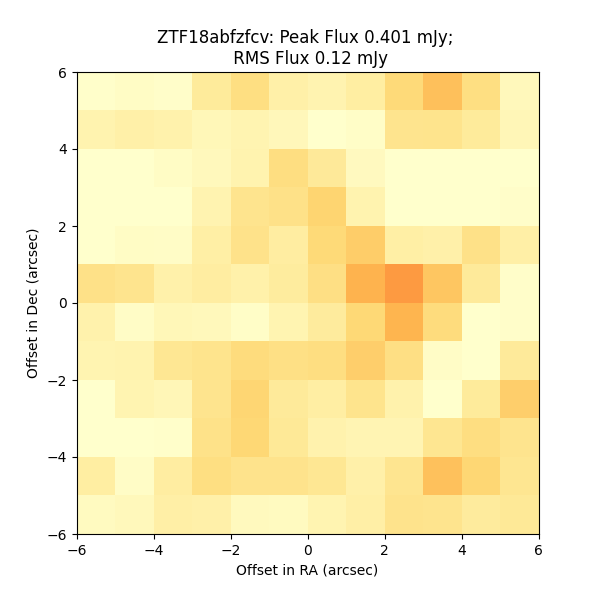 ZTF18abfzfcv: Peak Flux 0.401 mJy;
RMS Flux 0.12 mJy
6
4
2
0
−2
−4
−6
Offset in Dec (arcsec)
−6 −4 −2 0 2 4 6
Offset in RA (arcsec)